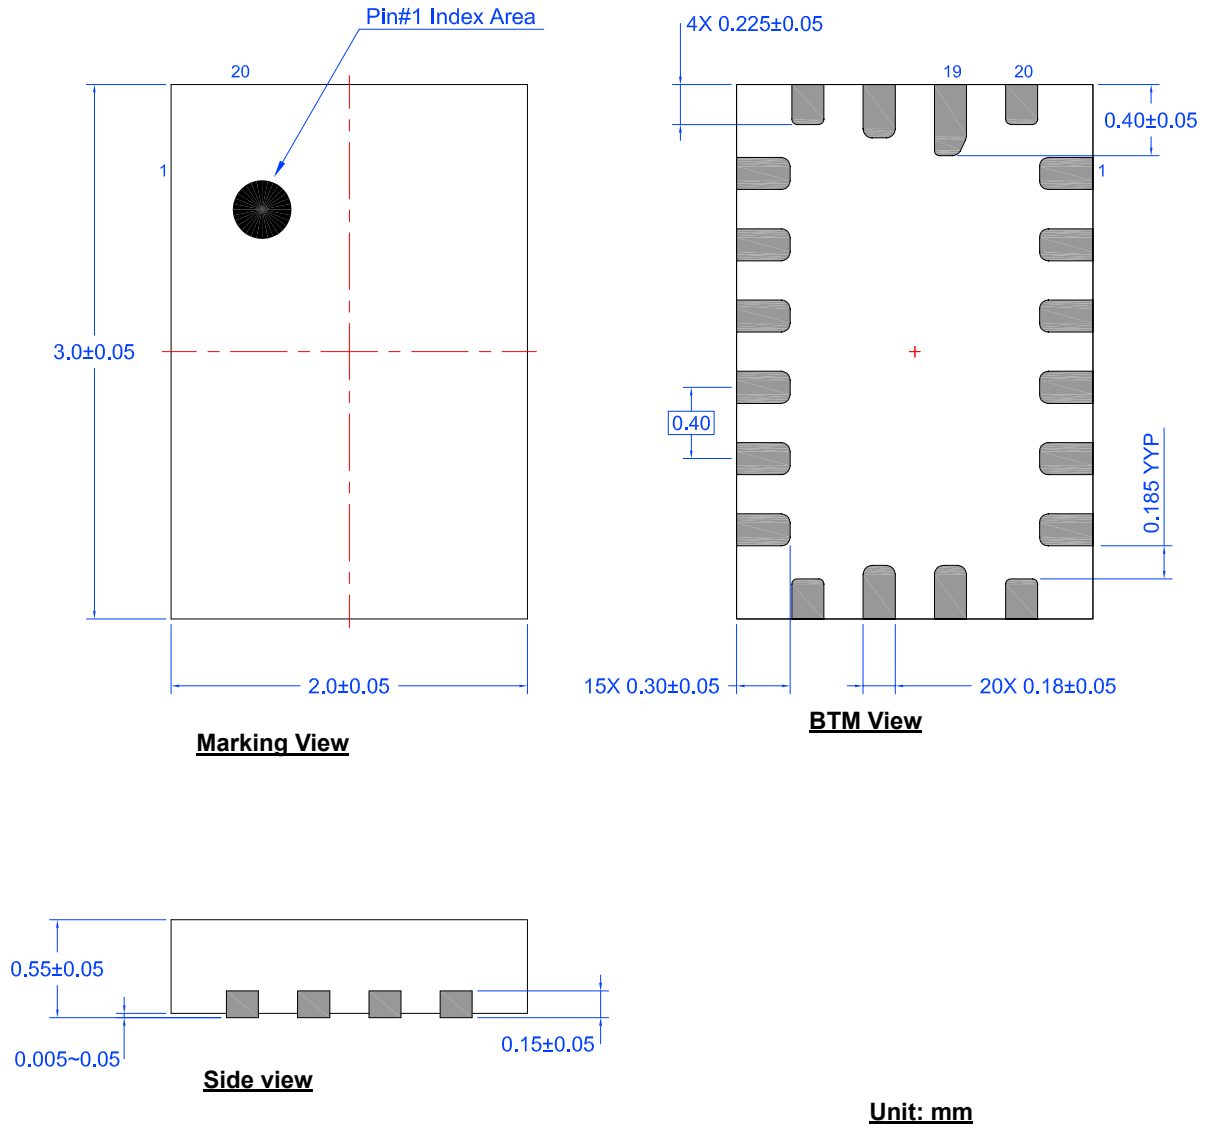 Pin#1 Index Area
4X 0.225±0.05
20
19
20
0.40±0.05
1
1
3.0±0.05
0.40
0.185 YYP
2.0±0.05
15X 0.30±0.05
20X 0.18±0.05
BTM View
Marking View
0.55±0.05
0.15±0.05
0.005~0.05
Side view
Unit: mm